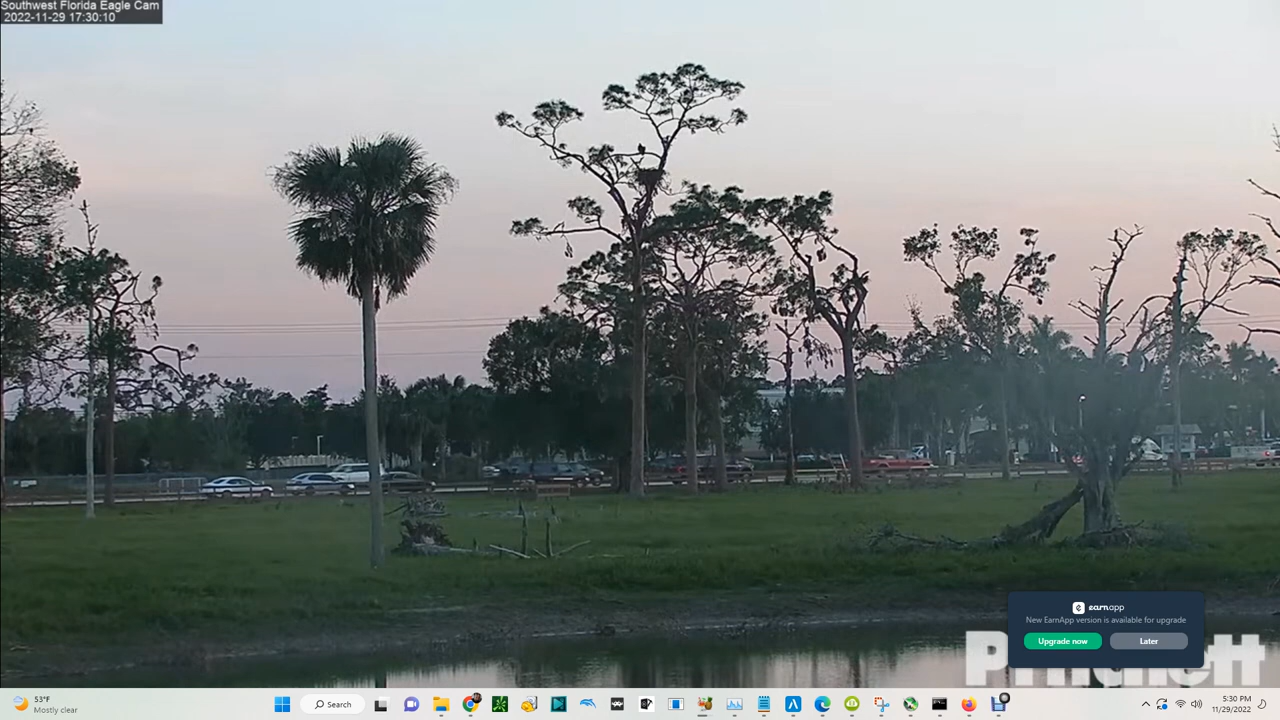 Southwest Florida Eagle Cam
2022-11-29 17:30:10
earnapp
New EarnApp version is available for upgrade
Upgrade now
Later
53°F
Mostly clear
Search
5:30 PM
11/29/2022